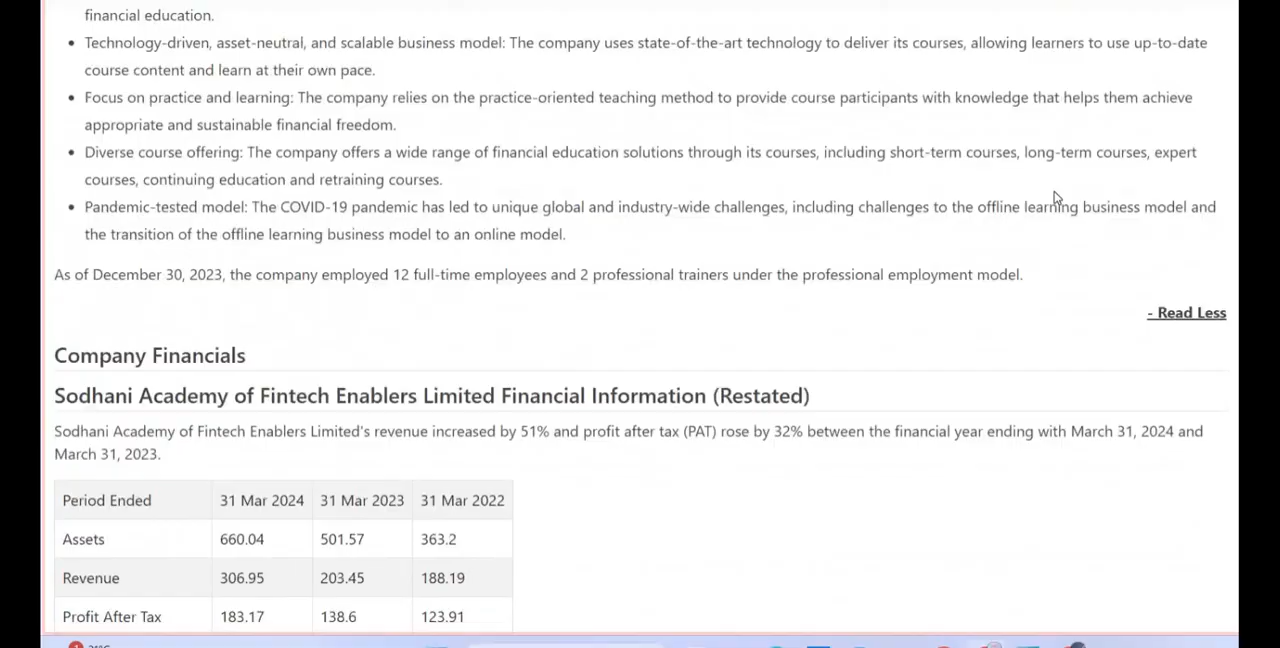 financial education.
• Technology-driven, asset-neutral, and scalable business model: The company uses state-of-the-art technology to deliver its courses, allowing learners to use up-to-date
course content and learn at their own pace.
• Focus on practice and learning: The company relies on the practice-oriented teaching method to provide course participants with knowledge that helps them achieve
appropriate and sustainable financial freedom.
• Diverse course offering: The company offers a wide range of financial education solutions through its courses, including short-term courses, long-term courses, expert
courses, continuing education and retraining courses.
• Pandemic-tested model: The COVID-19 pandemic has led to unique global and industry-wide challenges, including challenges to the offline learning business model and
the transition of the offline learning business model to an online model.
As of December 30, 2023, the company employed 12 full-time employees and 2 professional trainers under the professional employment model.
- Read Less
Company Financials
Sodhani Academy of Fintech Enablers Limited Financial Information (Restated)
Sodhani Academy of Fintech Enablers Limited's revenue increased by 51% and profit after tax (PAT) rose by 32% between the financial year ending with March 31, 2024 and
March 31, 2023.
Period Ended 31 Mar 2024 31 Mar 2023 31 Mar 2022
Assets 660.04 501.57 363.2
Revenue 306.95 203.45 188.19
Profit After Tax 183.17 138.6 123.91